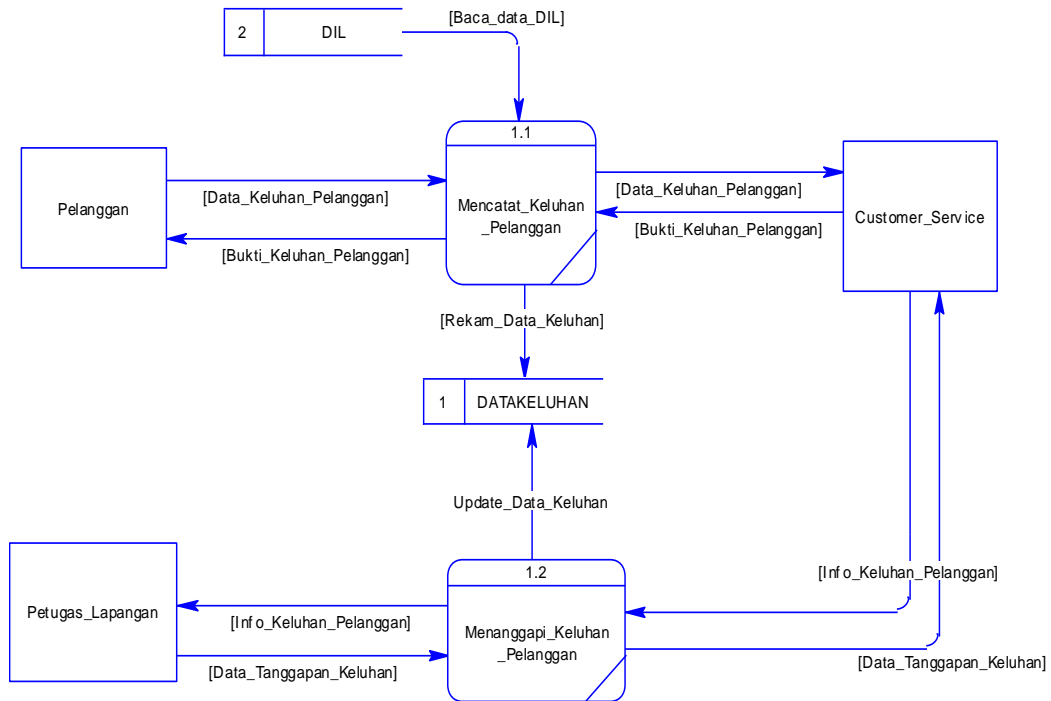 [Baca_data_DIL]
2 DIL
1.1
Pelanggan
[Data_Keluhan_Pelanggan]
[Bukti_Keluhan_Pelanggan]
Mencatat_Keluhan
_Pelanggan
[Data_Keluhan_Pelanggan]
[Bukti_Keluhan_Pelanggan]
Customer_Service
[Rekam_Data_Keluhan]
1 DATAKELUHAN
Update_Data_Keluhan
1.2
Petugas_Lapangan
[Info_Keluhan_Pelanggan]
[Data_Tanggapan_Keluhan]
Menanggapi_Keluhan
_Pelanggan
[Info_Keluhan_Pelanggan]
[Data_Tanggapan_Keluhan]